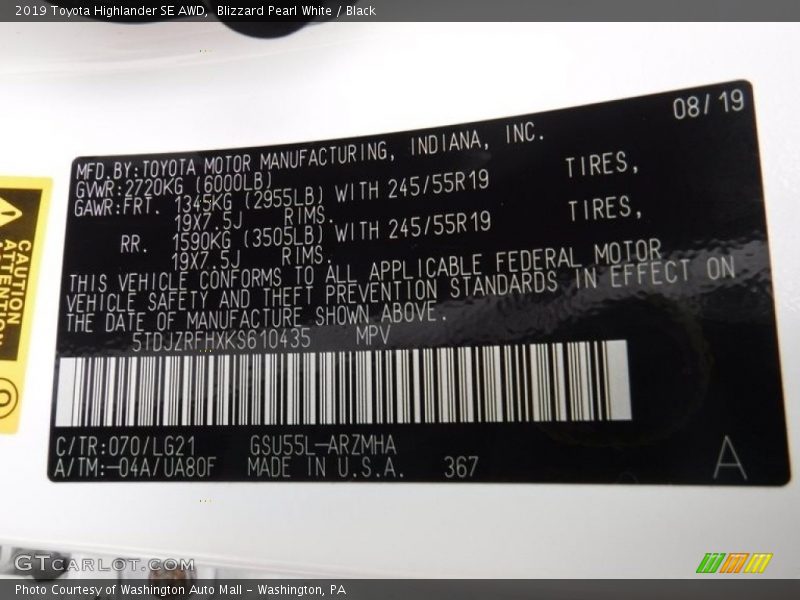 2019 Toyota Highlander SE AWD, Blizzard Pearl White / Black
08/19
MFD.BY:TOYOTA MOTOR MANUFACTURING, INDIANA, INC.
GVWR:2720KG (6000LB)
GAWR:FRT. 1345KG (2955LB) WITH 245/55R19 TIRES,
19X7.5J RIMS.
RR. 1590KG (3505LB) WITH 245/55R19 TIRES,
19X7.5J RIMS.
THIS VEHICLE CONFORMS TO ALL APPLICABLE FEDERAL MOTOR
VEHICLE SAFETY AND THEFT PREVENTION STANDARDS IN EFFECT ON
THE DATE OF MANUFACTURE SHOWN ABOVE.
5TDJZRFHXKS610435 MPV
C/TR:070/LG21 GSU55L-ARZMHA
A/TM:-04A/UA80F MADE IN U.S.A. 367
A
CAUTION
ATTENTION
GTCARLOT.COM
Photo Courtesy of Washington Auto Mall - Washington, PA